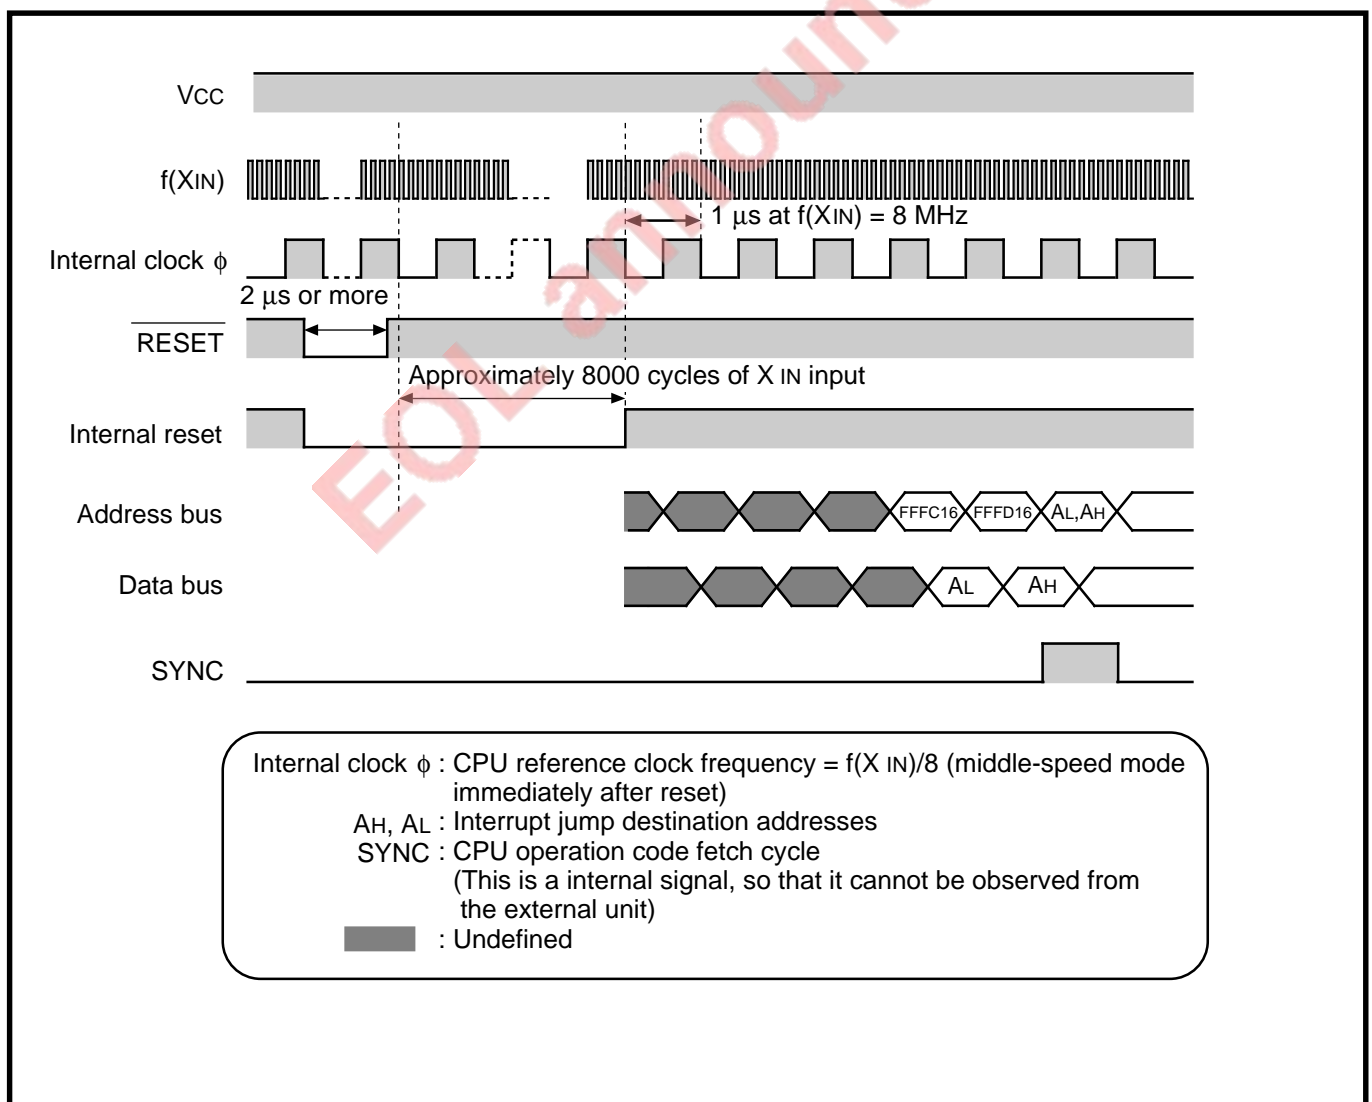 EOL announ
VCC
f(XIN)
1 μs at f(XIN) = 8 MHz
Internal clock ϕ
2 μs or more
RESET
Approximately 8000 cycles of X IN input
Internal reset
Address bus
FFFC16 FFFD16 AL,AH
Data bus
AL AH
SYNC
Internal clock ϕ : CPU reference clock frequency = f(X IN)/8 (middle-speed mode
immediately after reset)
AH, AL : Interrupt jump destination addresses
SYNC : CPU operation code fetch cycle
(This is a internal signal, so that it cannot be observed from
the external unit)
: Undefined